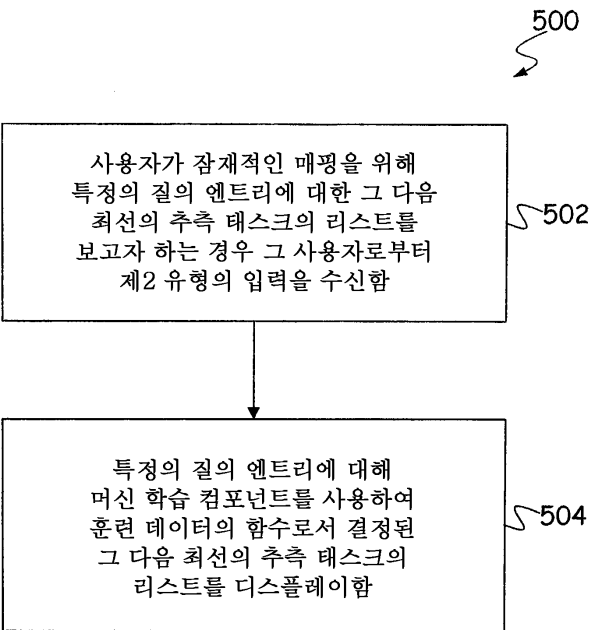 500
사용자가 잠재적인 매핑을 위해
특정의 질의 엔트리에 대한 그 다음
최선의 추측 태스크의 리스트를
보고자 하는 경우 그 사용자로부터
제2 유형의 입력을 수신함
502
특정의 질의 엔트리에 대해
머신 학습 컴포넌트를 사용하여
훈련 데이터의 함수로서 결정된
그 다음 최선의 추측 태스크의
리스트를 디스플레이함
504